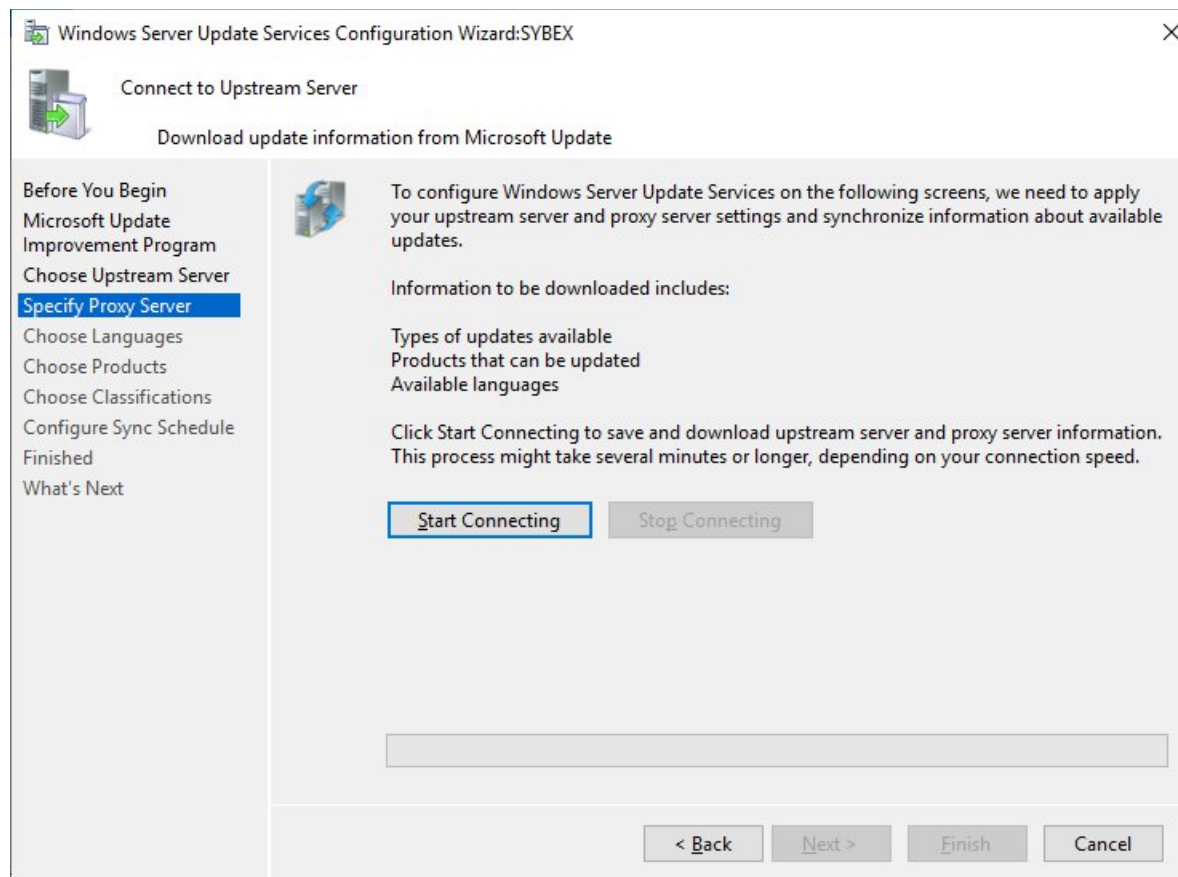 Windows Server Update Services Configuration Wizard:SYBEX
Connect to Upstream Server
Download update information from Microsoft Update
Before You Begin
Microsoft Update
Improvement Program
Choose Upstream Server
Specify Proxy Server
Choose Languages
Choose Products
Choose Classifications
Configure Sync Schedule
Finished
What's Next
To configure Windows Server Update Services on the following screens, we need to apply
your upstream server and proxy server settings and synchronize information about available
updates.
Information to be downloaded includes:
Types of updates available
Products that can be updated
Available languages
Click Start Connecting to save and download upstream server and proxy server information.
This process might take several minutes or longer, depending on your connection speed.
Start Connecting
Stop Connecting
< Back
Next >
Finish
Cancel